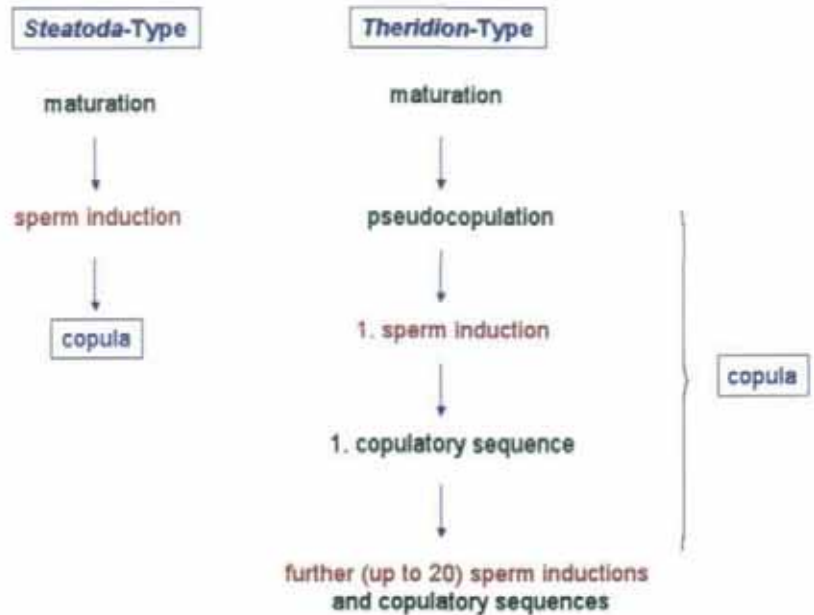 Steatoda-Type
maturation
sperm induction
copula
Theridion-Type
maturation
pseudocopulation
1. sperm induction
1. copulatory sequence
further (up to 20) sperm inductions
and copulatory sequences
copula